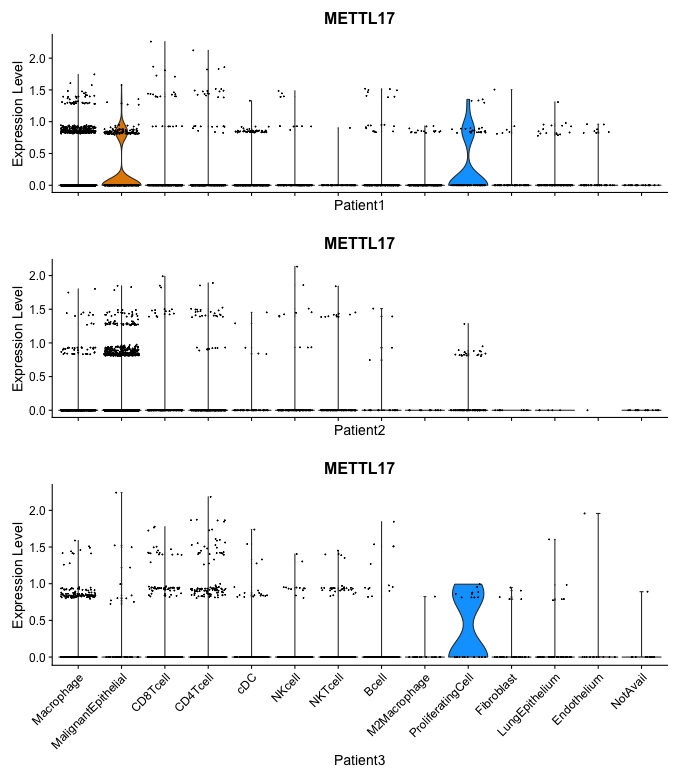 METTL17
Expression Level
2.0
1.5
1.0
0.5
0.0
Patient1
METTL17
Expression Level
2.0
1.5
1.0
0.5
0.0
Patient2
METTL17
Expression Level
2.0
1.5
1.0
0.5
0.0
Macrophage
MalignantEpithelial
CD8Tcell
CD4Tcell
cDC
NKcell
NKTcell
Bcell
M2Macrophage
ProliferatingCell
Fibroblast
LungEpithelium
Endothelium
NotAvail
Patient3